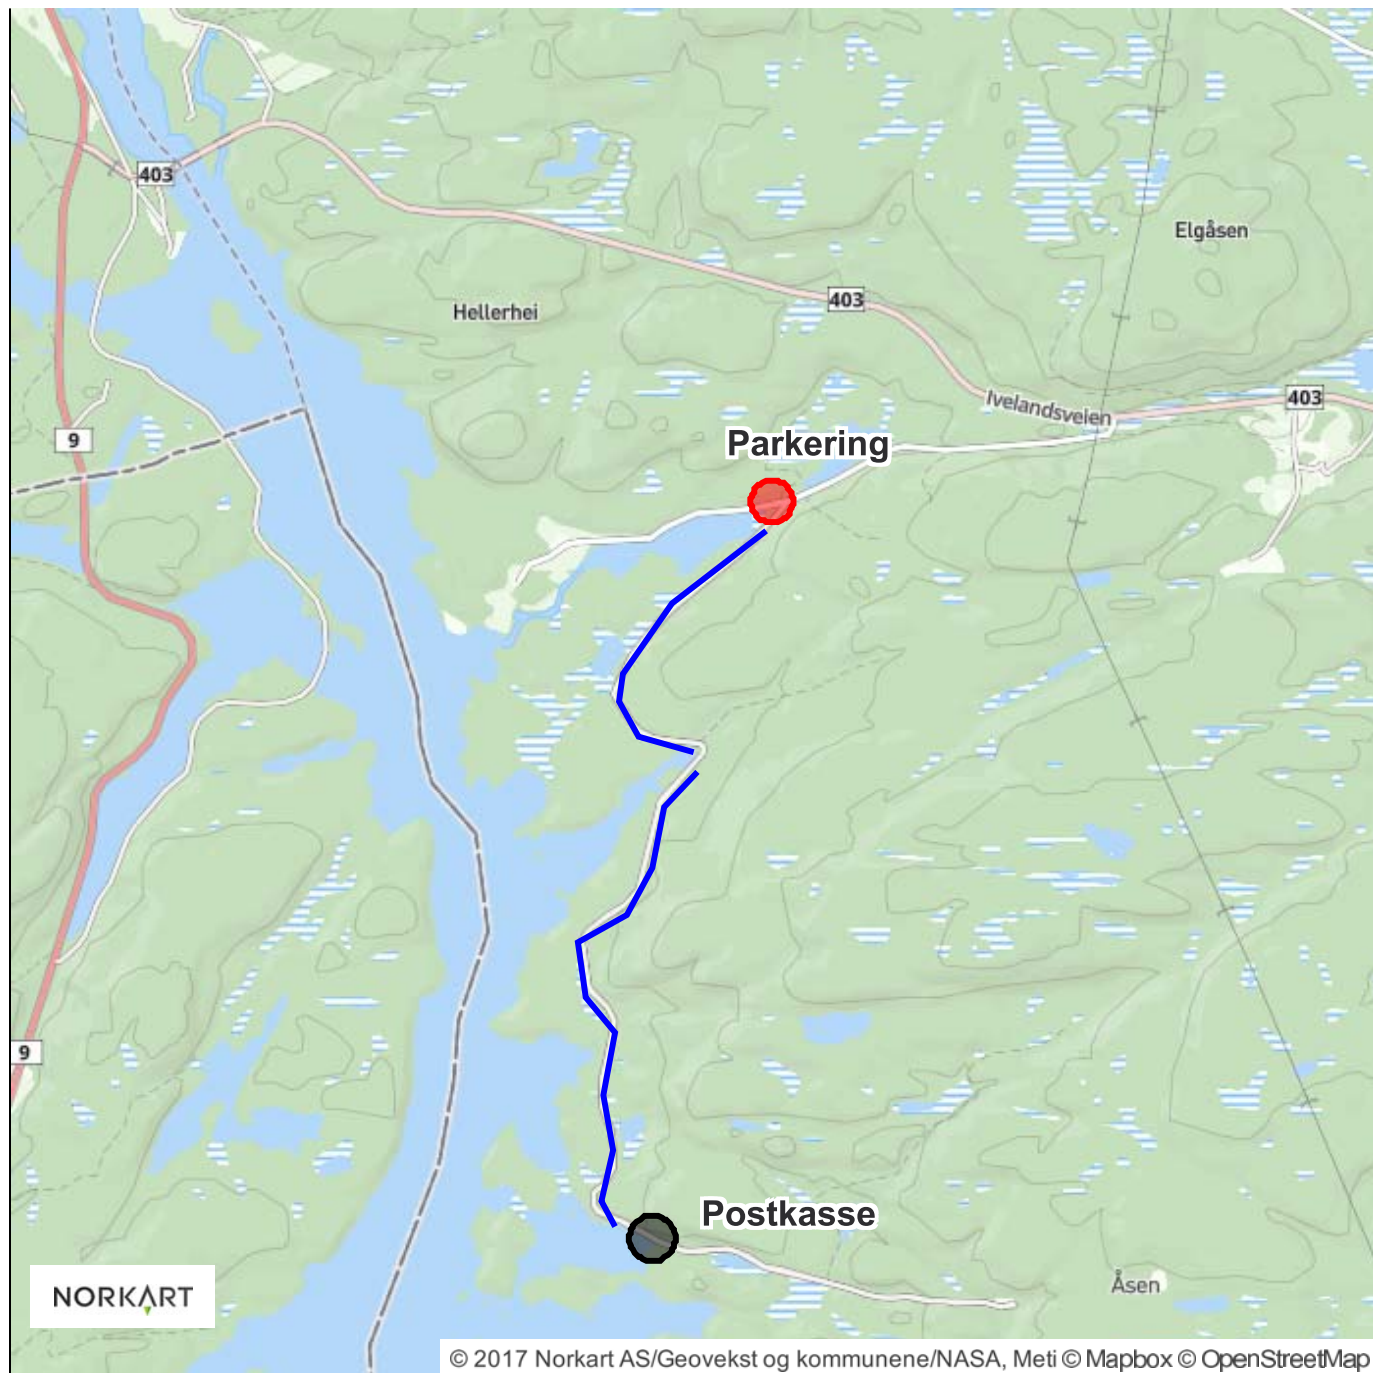 403
Elgåsen
403
Hellerhei
Ivelandsveien
403
9
Parkering
9
Postkasse
Åsen
NORKART
© 2017 Norkart AS/Geovekst og kommunene/NASA, Meti © Mapbox © OpenStreetMap